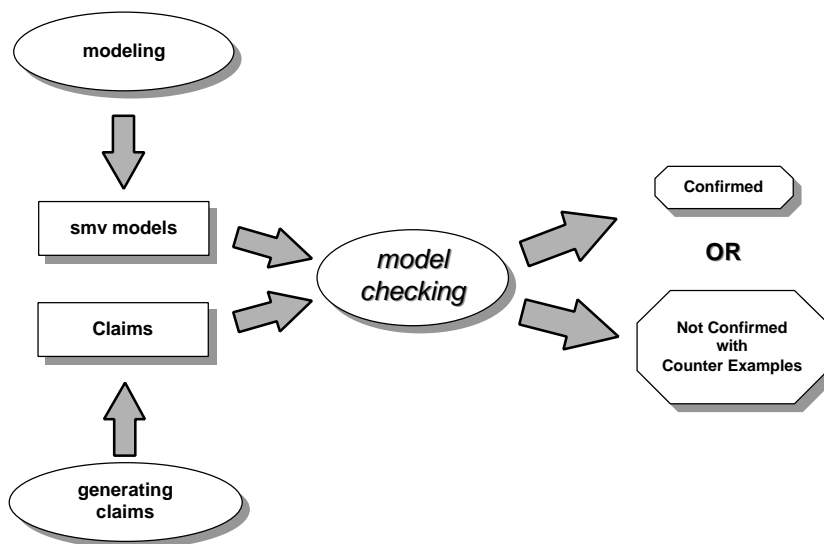 modeling
smv models
Claims
generating
claims
model
checking
Confirmed
OR
Not Confirmed
with
Counter Examples